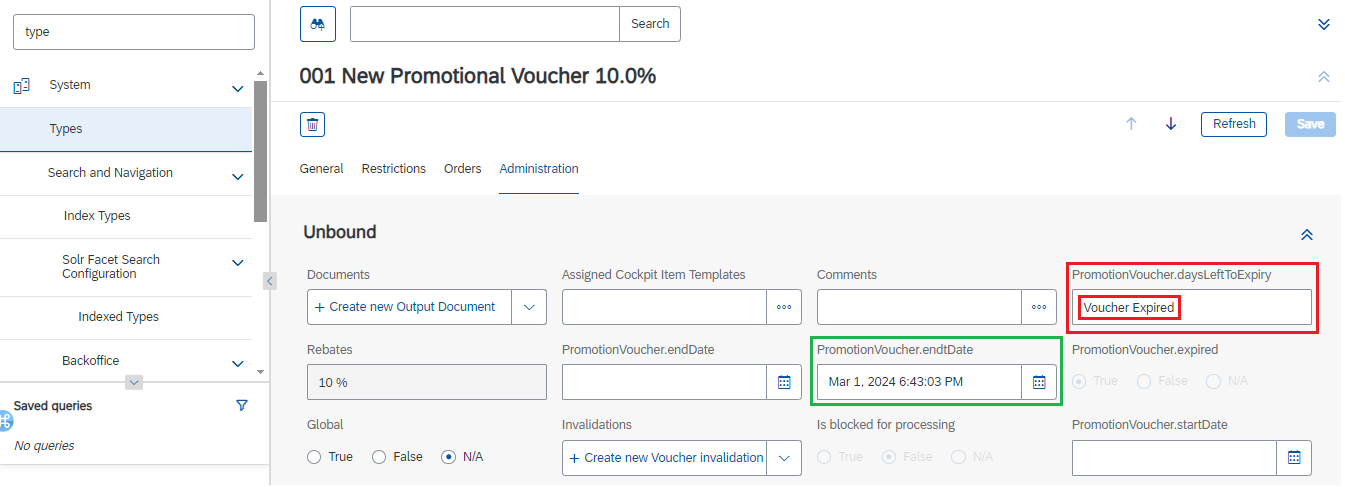 type
Search
System
Types
Search and Navigation
Index Types
Solr Facet Search
Configuration
Indexed Types
Backoffice
Saved queries
No queries
001 New Promotional Voucher 10.0%
Refresh
Save
General Restrictions Orders Administration
Unbound
Documents Assigned Cockpit Item Templates Comments PromotionVoucher.daysLeftToExpiry
+ Create new Output Document Voucher Expired
Rebates PromotionVoucher.endDate PromotionVoucher.endtDate PromotionVoucher.expired
10 % Mar 1, 2024 6:43:03 PM True False N/A
Global Invalidations Is blocked for processing PromotionVoucher.startDate
True False N/A + Create new Voucher invalidation True False N/A